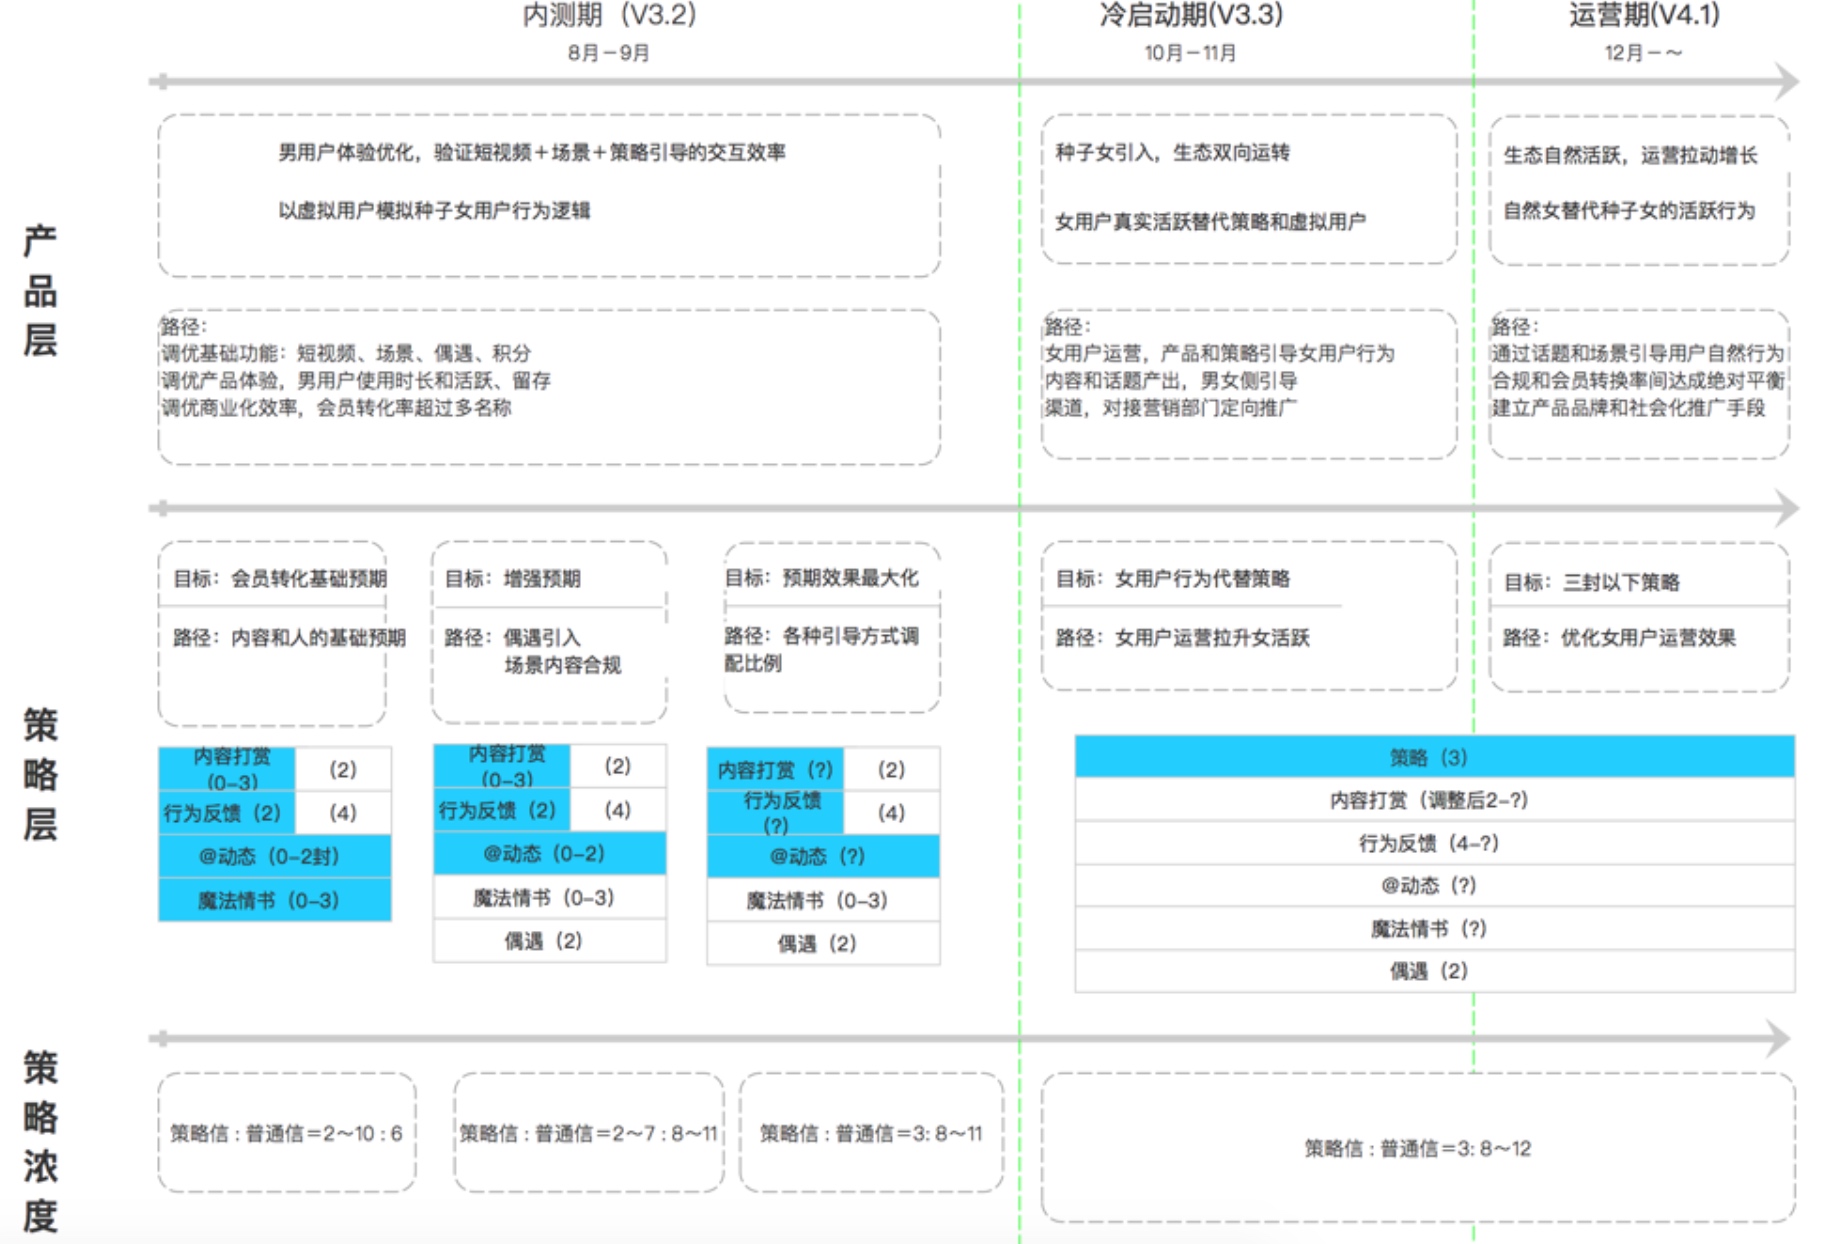 内测期（V3.2）
8月－9月
冷启动期(V3.3)
10月－11月
运营期(V4.1)
12月－～
产品层
男用户体验优化，验证短视频＋场景＋策略引导的交互效率
以虚拟用户模拟种子女用户行为逻辑
种子女引入，生态双向运转
女用户真实活跃替代策略和虚拟用户
生态自然活跃，运营拉动增长
自然女替代种子女的活跃行为
路径：
调优基础功能：短视频、场景、偶遇、积分
调优产品体验，男用户使用时长和活跃、留存
调优商业化效率，会员转化率超过多名称
路径：
女用户运营，产品和策略引导女用户行为
内容和话题产出，男女侧引导
渠道，对接营销部门定向推广
路径：
通过话题和场景引导用户自然行为
合规和会员转换率间达成绝对平衡
建立产品品牌和社会化推广手段
策略层
目标：会员转化基础预期
路径：内容和人的基础预期
目标：增强预期
路径：偶遇引入
场景内容合规
目标：预期效果最大化
路径：各种引导方式调
配比例
目标：女用户行为代替策略
路径：女用户运营拉升女活跃
目标：三封以下策略
路径：优化女用户运营效果
内容打赏
(0–3)
(2)
行为反馈（2）
(4)
@动态（0–2封）
魔法情书（0–3）
内容打赏
(0–3)
(2)
行为反馈（2）
(4)
@动态（0–2）
魔法情书（0–3）
偶遇（2）
内容打赏（?）
(2)
行为反馈
(?)
(4)
@动态（?）
魔法情书（0–3）
偶遇（2）
策略（3）
内容打赏（调整后2–?）
行为反馈（4–?）
@动态（?）
魔法情书（?）
偶遇（2）
策略浓度
策略信 : 普通信＝2～10 : 6
策略信 : 普通信＝2～7 : 8～11
策略信 : 普通信＝3: 8～11
策略信 : 普通信＝3: 8～12